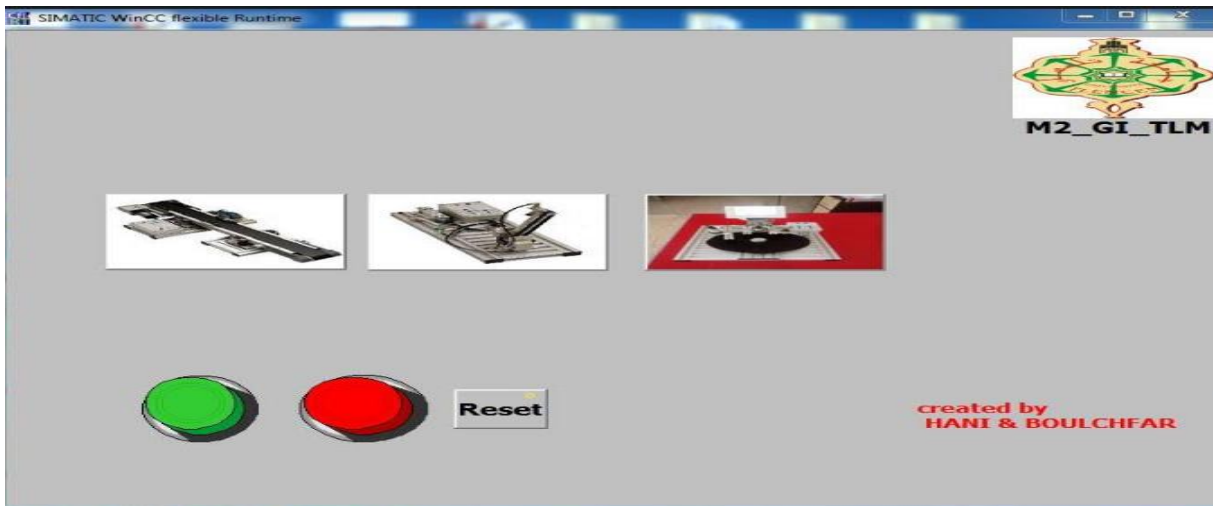 SIMATIC WinCC flexible Runtime
M2_GI_TLM
Reset
created by
HANI & BOULCHFAR